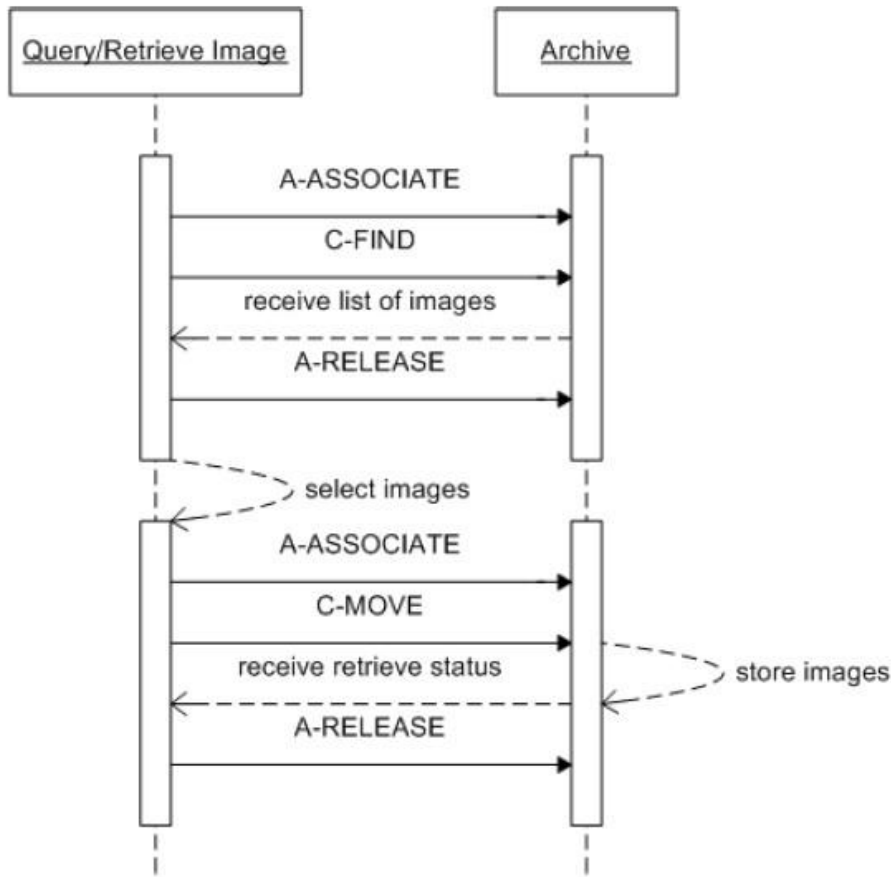 Query/Retrieve Image
Archive
A-ASSOCIATE
C-FIND
receive list of images
A-RELEASE
select images
A-ASSOCIATE
C-MOVE
receive retrieve status
store images
A-RELEASE